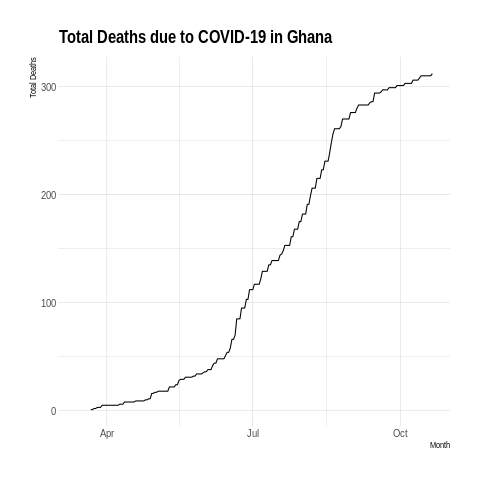 Total Deaths due to COVID-19 in Ghana
Total Deaths
300
200
100
0
Apr
Jul
Oct
Month